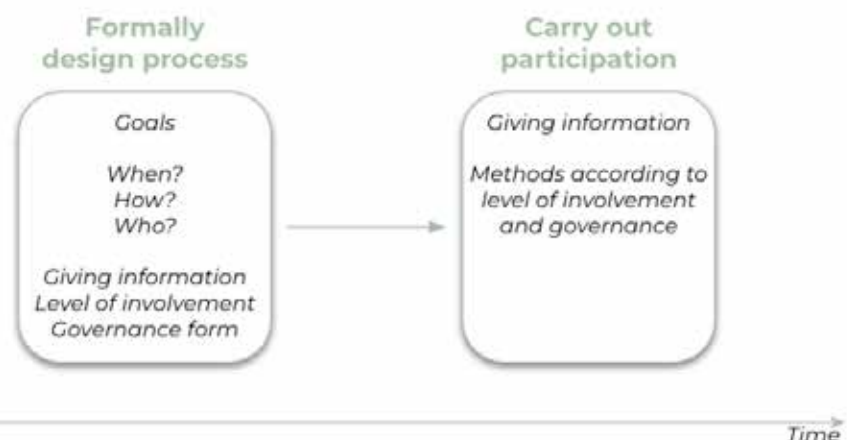 Formally
design process
Goals
When?
How?
Who?
Giving information
Level of involvement
Governance form
Carry out
participation
Giving information
Methods according to
level of involvement
and governance
Time